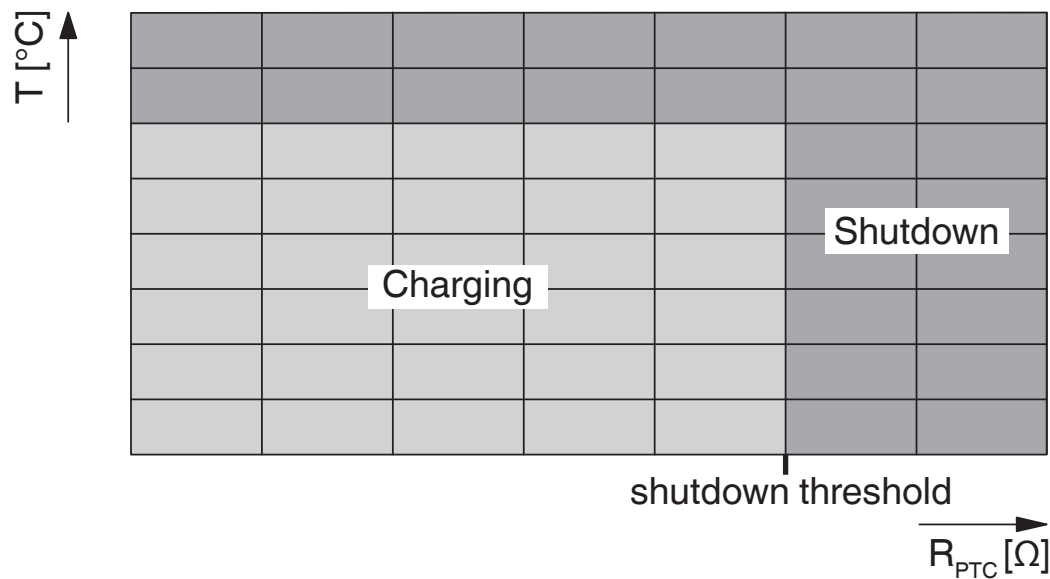 T [°C]
Shutdown
Charging
shutdown threshold
R_PTC [Ω]